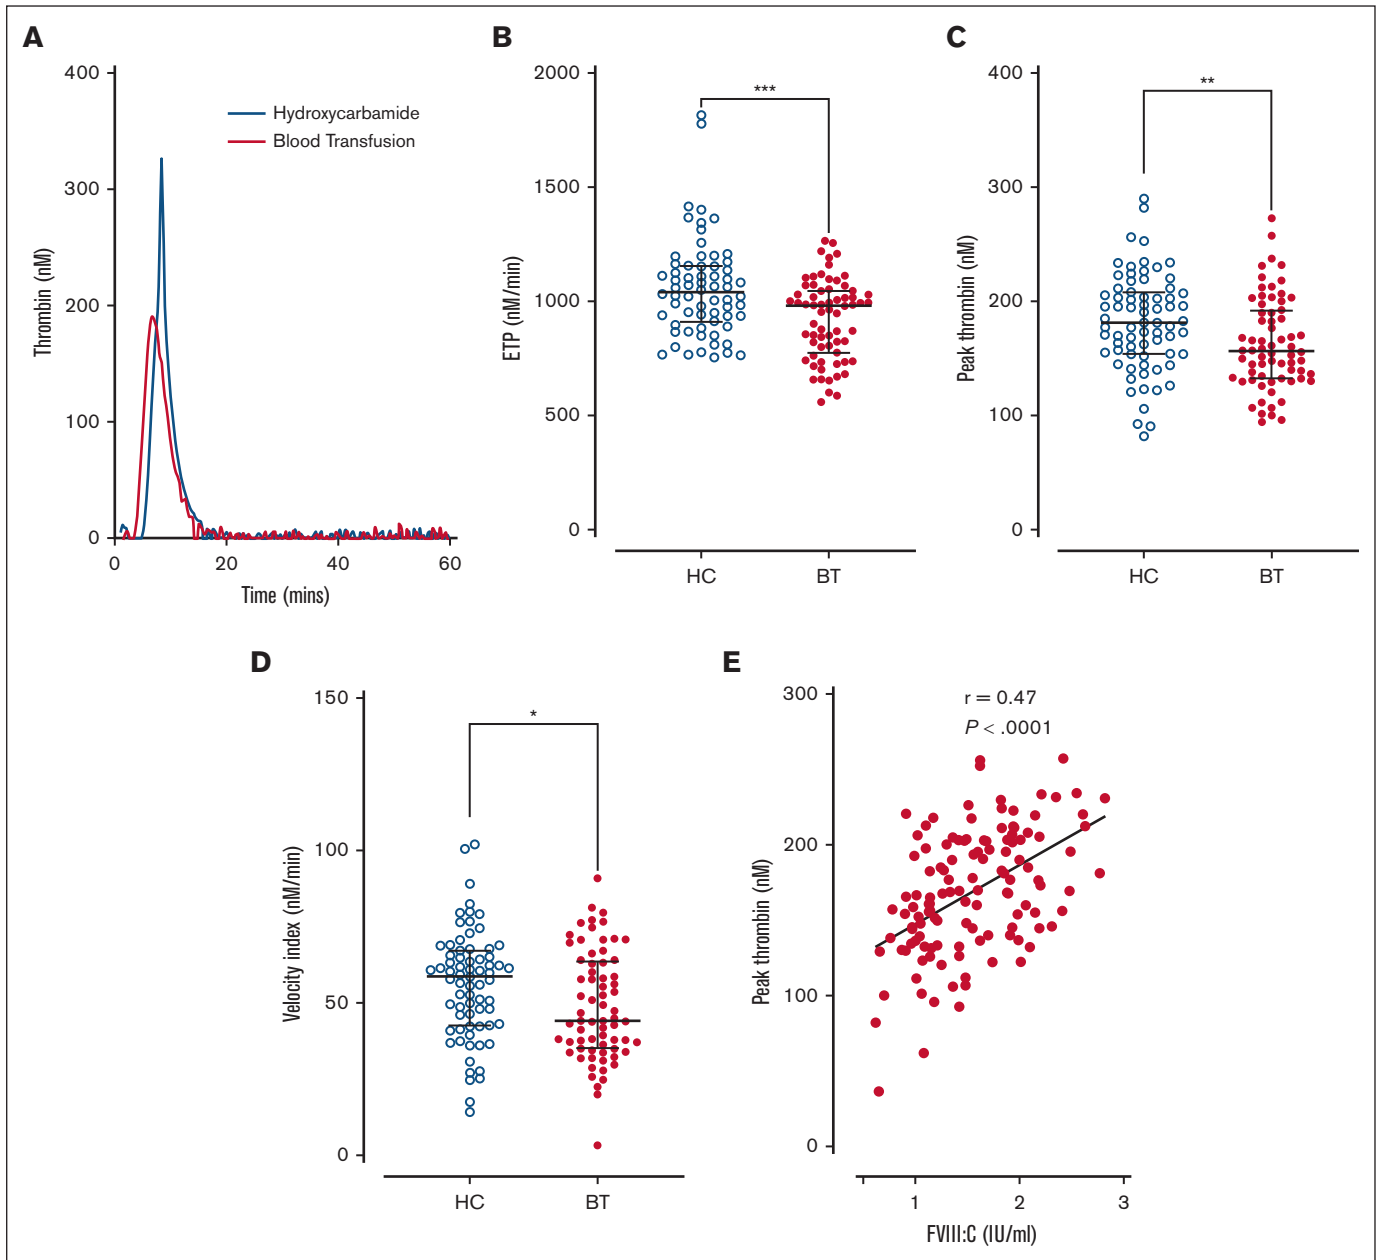 A
400
300
200
100
0
0
20
40
60
Thrombin (nM)
Time (mins)
Hydroxycarbamide
Blood Transfusion
B
2000
1500
1000
500
0
ETP (nM/min)
***
HC
BT
C
400
300
200
100
0
Peak thrombin (nM)
**
HC
BT
D
150
100
50
0
Velocity index (nM/min)
*
HC
BT
E
300
200
100
0
Peak thrombin (nM)
r = 0.47
P < .0001
1
2
3
FVIII:C (IU/ml)